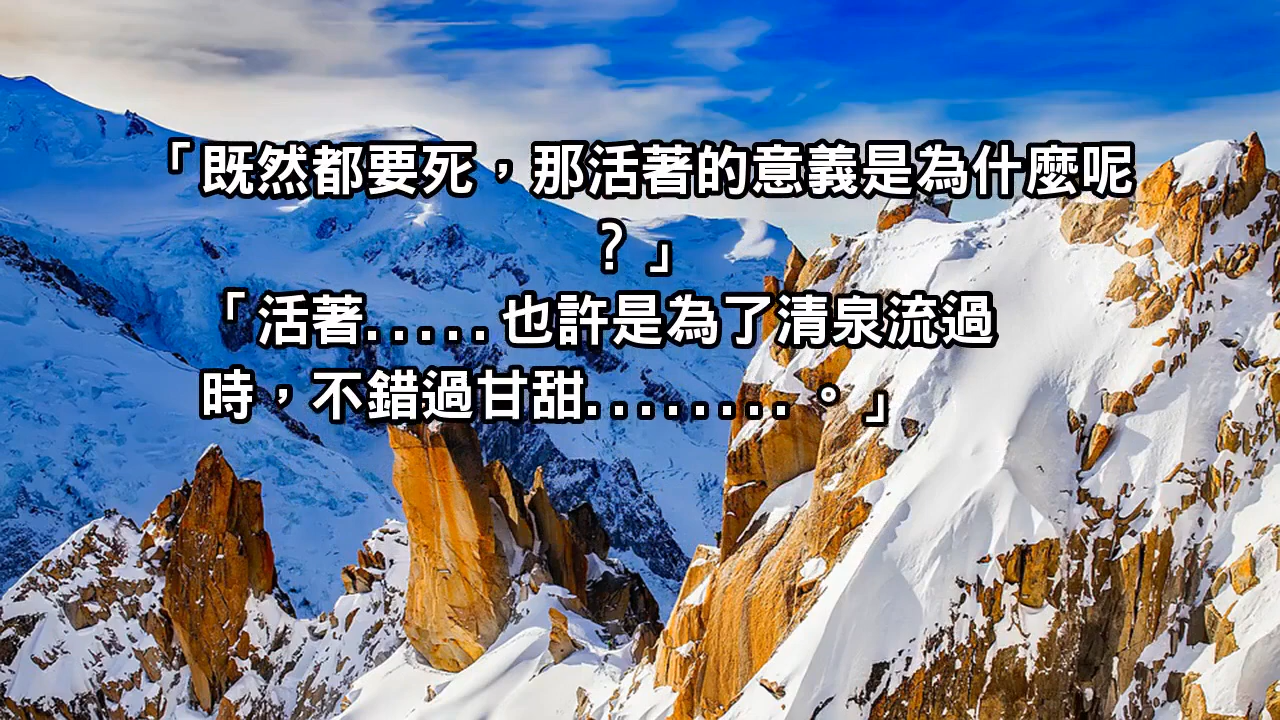 「既然都要死，那活著的意義是為什麼呢
？」
「活著.....也許是為了清泉流過
時，不錯過甘甜........。」